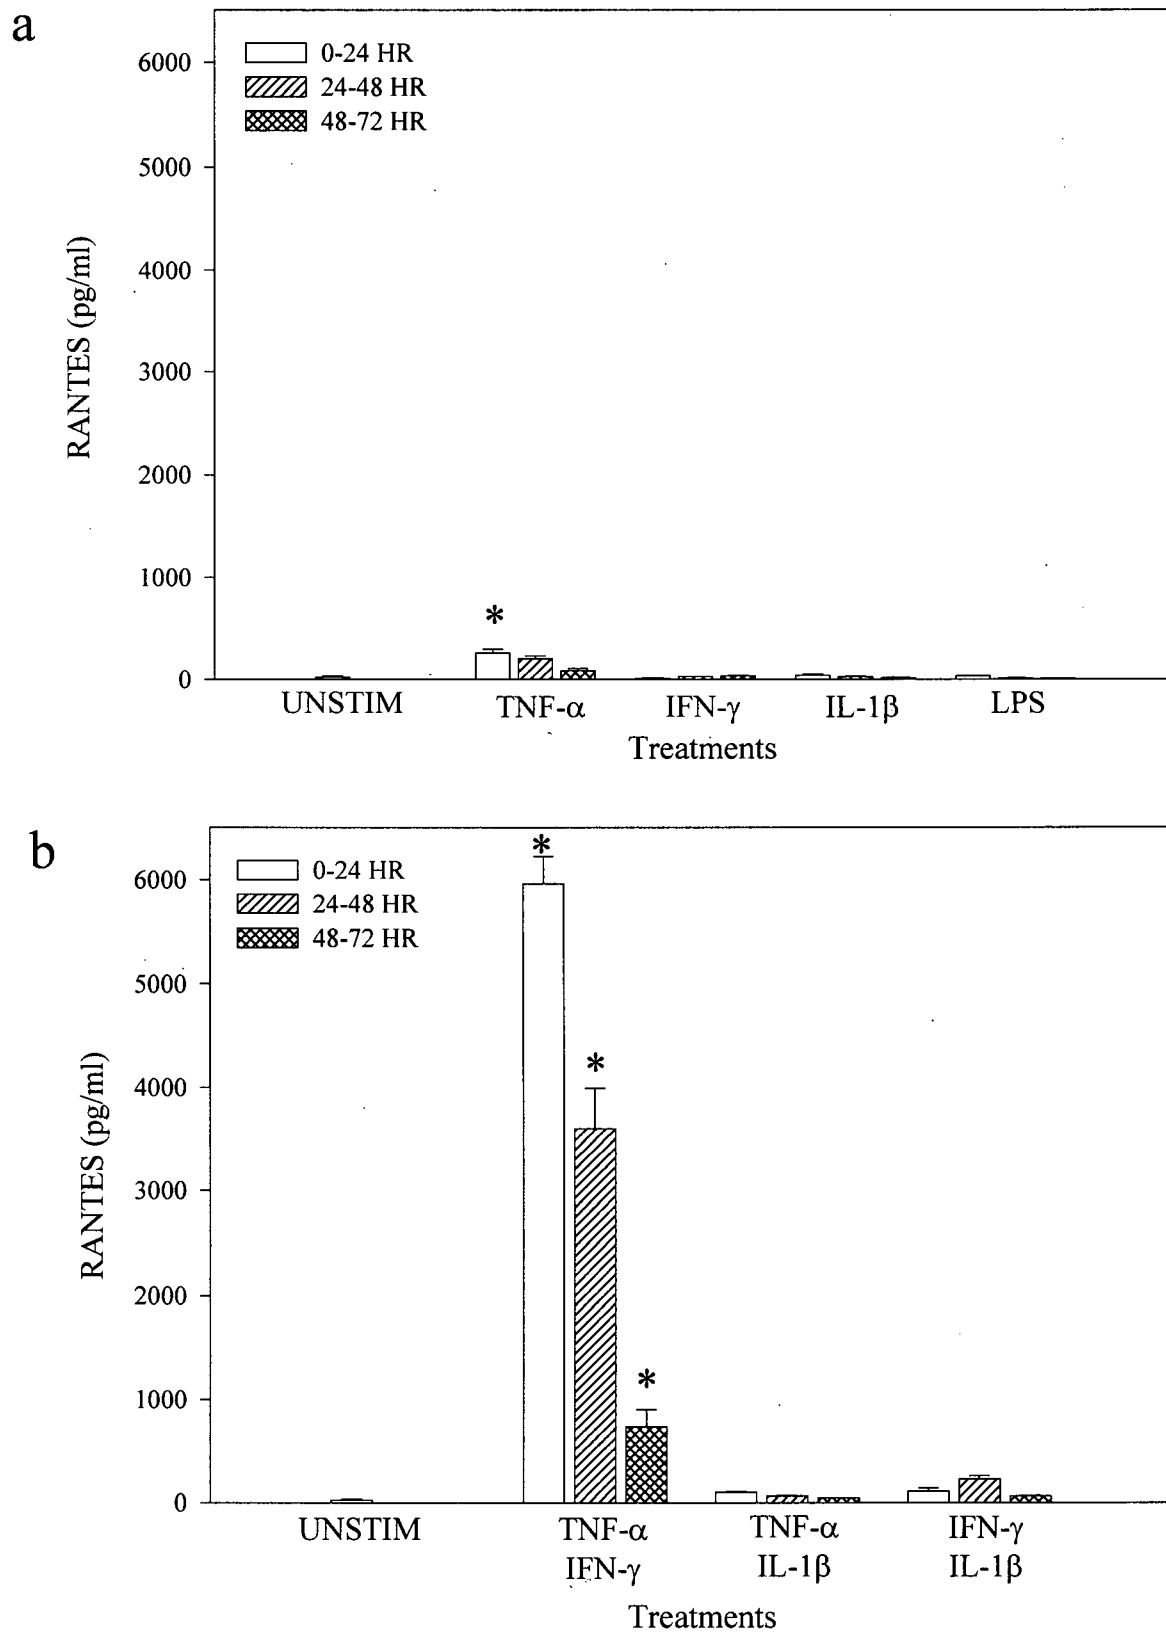 a
0-24 HR
24-48 HR
48-72 HR
6000
5000
4000
3000
2000
1000
0
RANTES (pg/ml)
*
UNSTIM TNF-α IFN-γ IL-1β LPS
Treatments
b
0-24 HR
24-48 HR
48-72 HR
6000
5000
4000
3000
2000
1000
0
RANTES (pg/ml)
*
*
*
UNSTIM TNF-α TNF-α IFN-γ
IFN-γ IL-1β IL-1β
Treatments